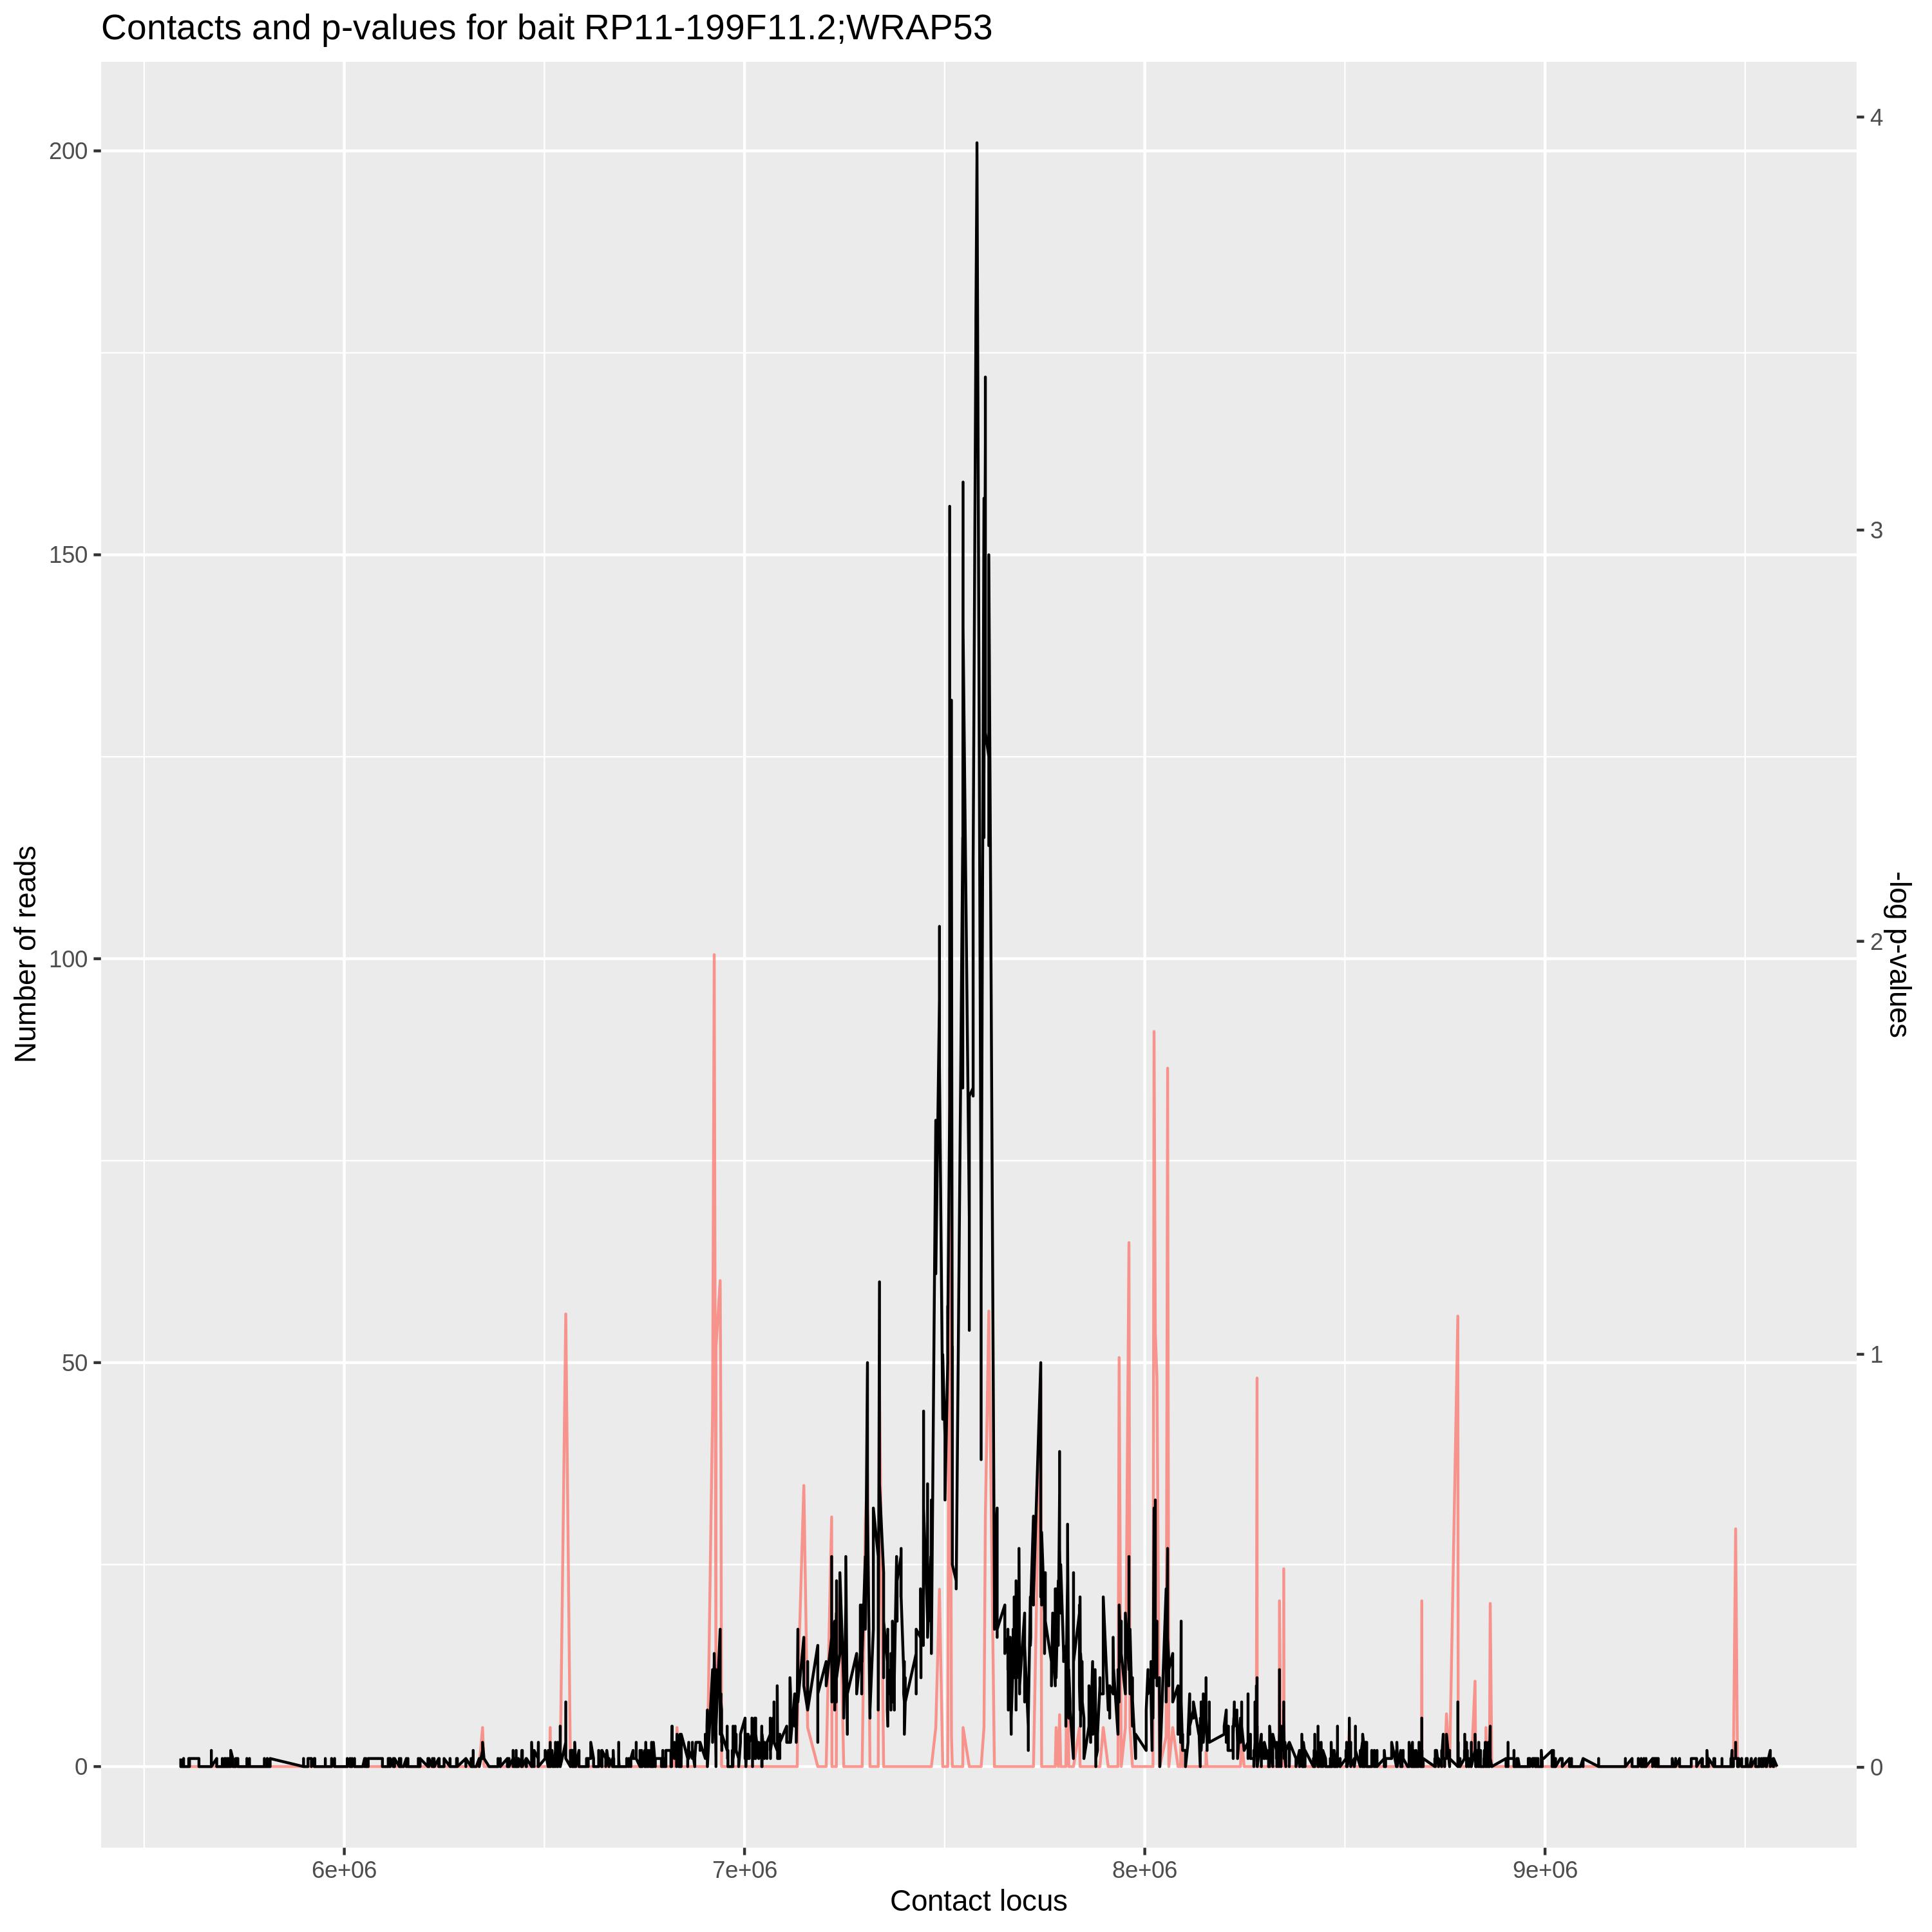 Contacts and p-values for bait RP11-199F11.2;WRAP53
200
150
100
50
0
Number of reads
4
3
2
1
0
-log p-values
6e+06
7e+06
8e+06
9e+06
Contact locus